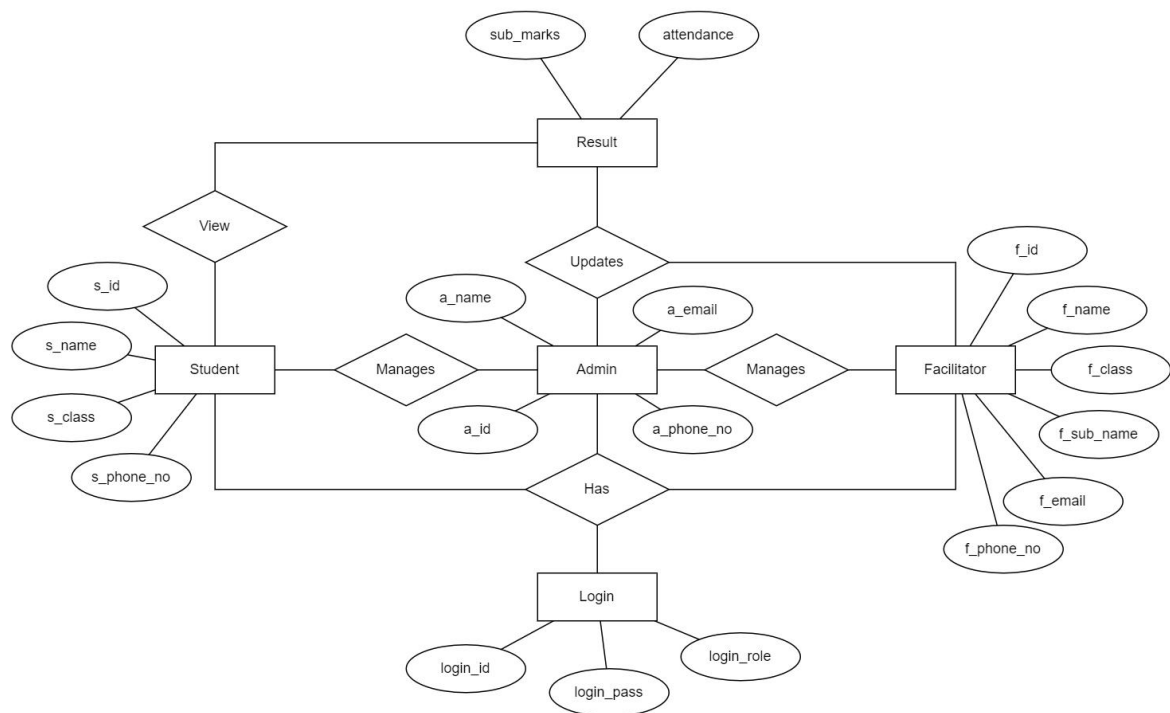 sub_marks
attendance
Result
View
Updates
f_id
s_id
a_name
a_email
f_name
s_name
Student
Manages
Admin
Manages
Facilitator
f_class
s_class
a_id
a_phone_no
f_sub_name
s_phone_no
Has
f_email
f_phone_no
Login
login_id
login_pass
login_role